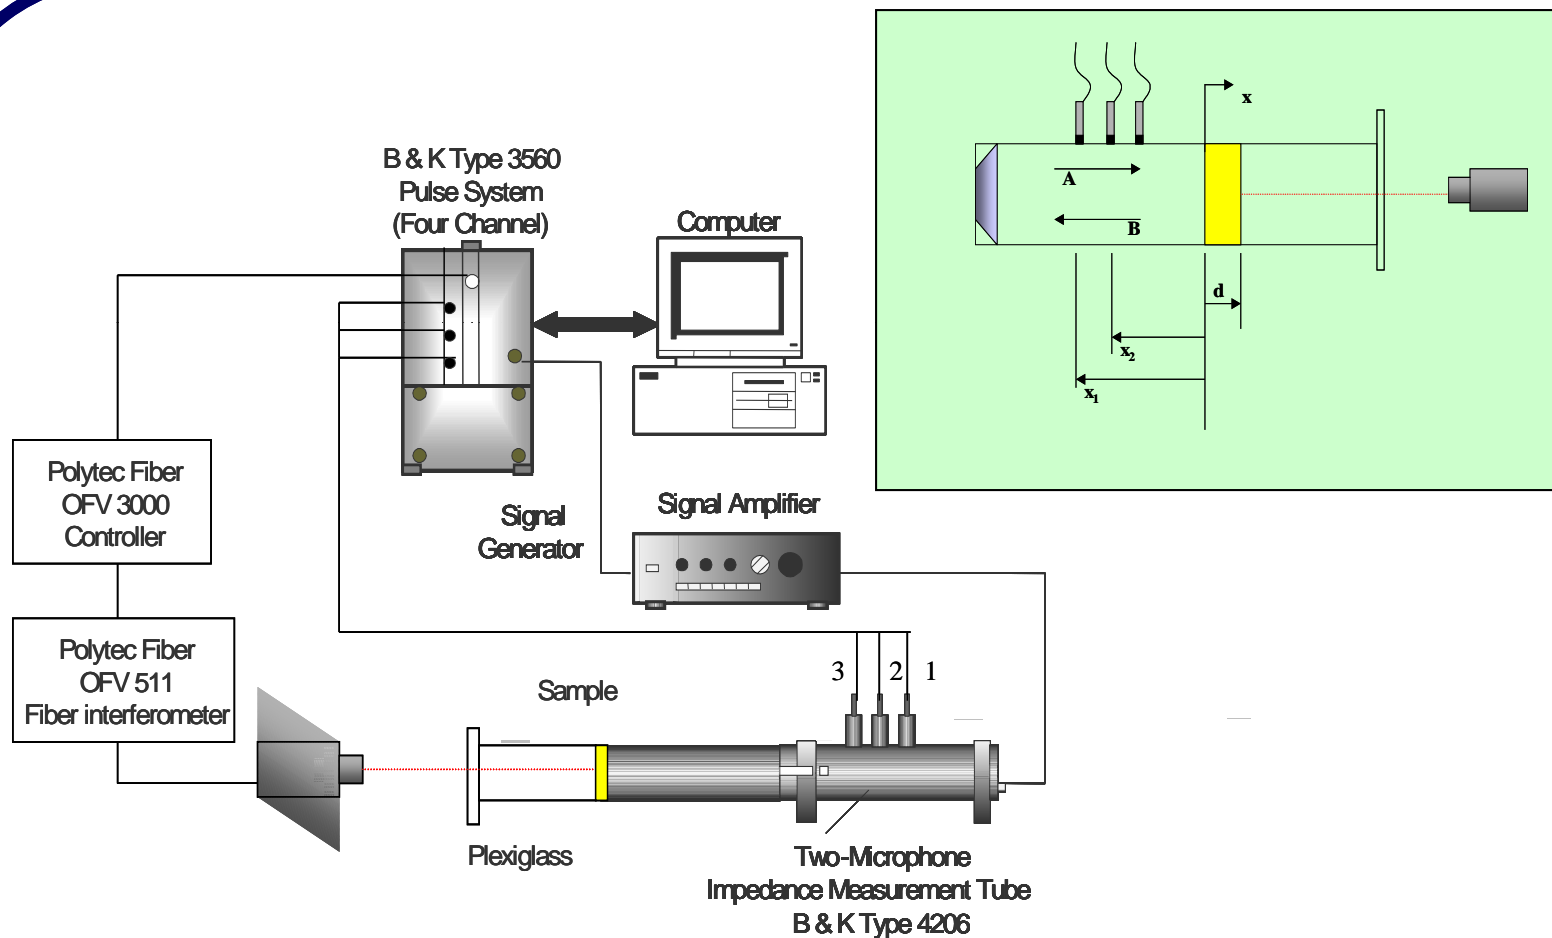 B & K Type 3560
Pulse System
(Four Channel)
Computer
Polytec Fiber
OFV 3000
Controller
Signal
Generator
Signal Amplifier
Polytec Fiber
OFV 511
Fiber interferometer
3 2 1
Sample
Plexiglass
Two-Microphone
Impedance Measurement Tube
B & K Type 4206
x
A
B
d
x2
x1